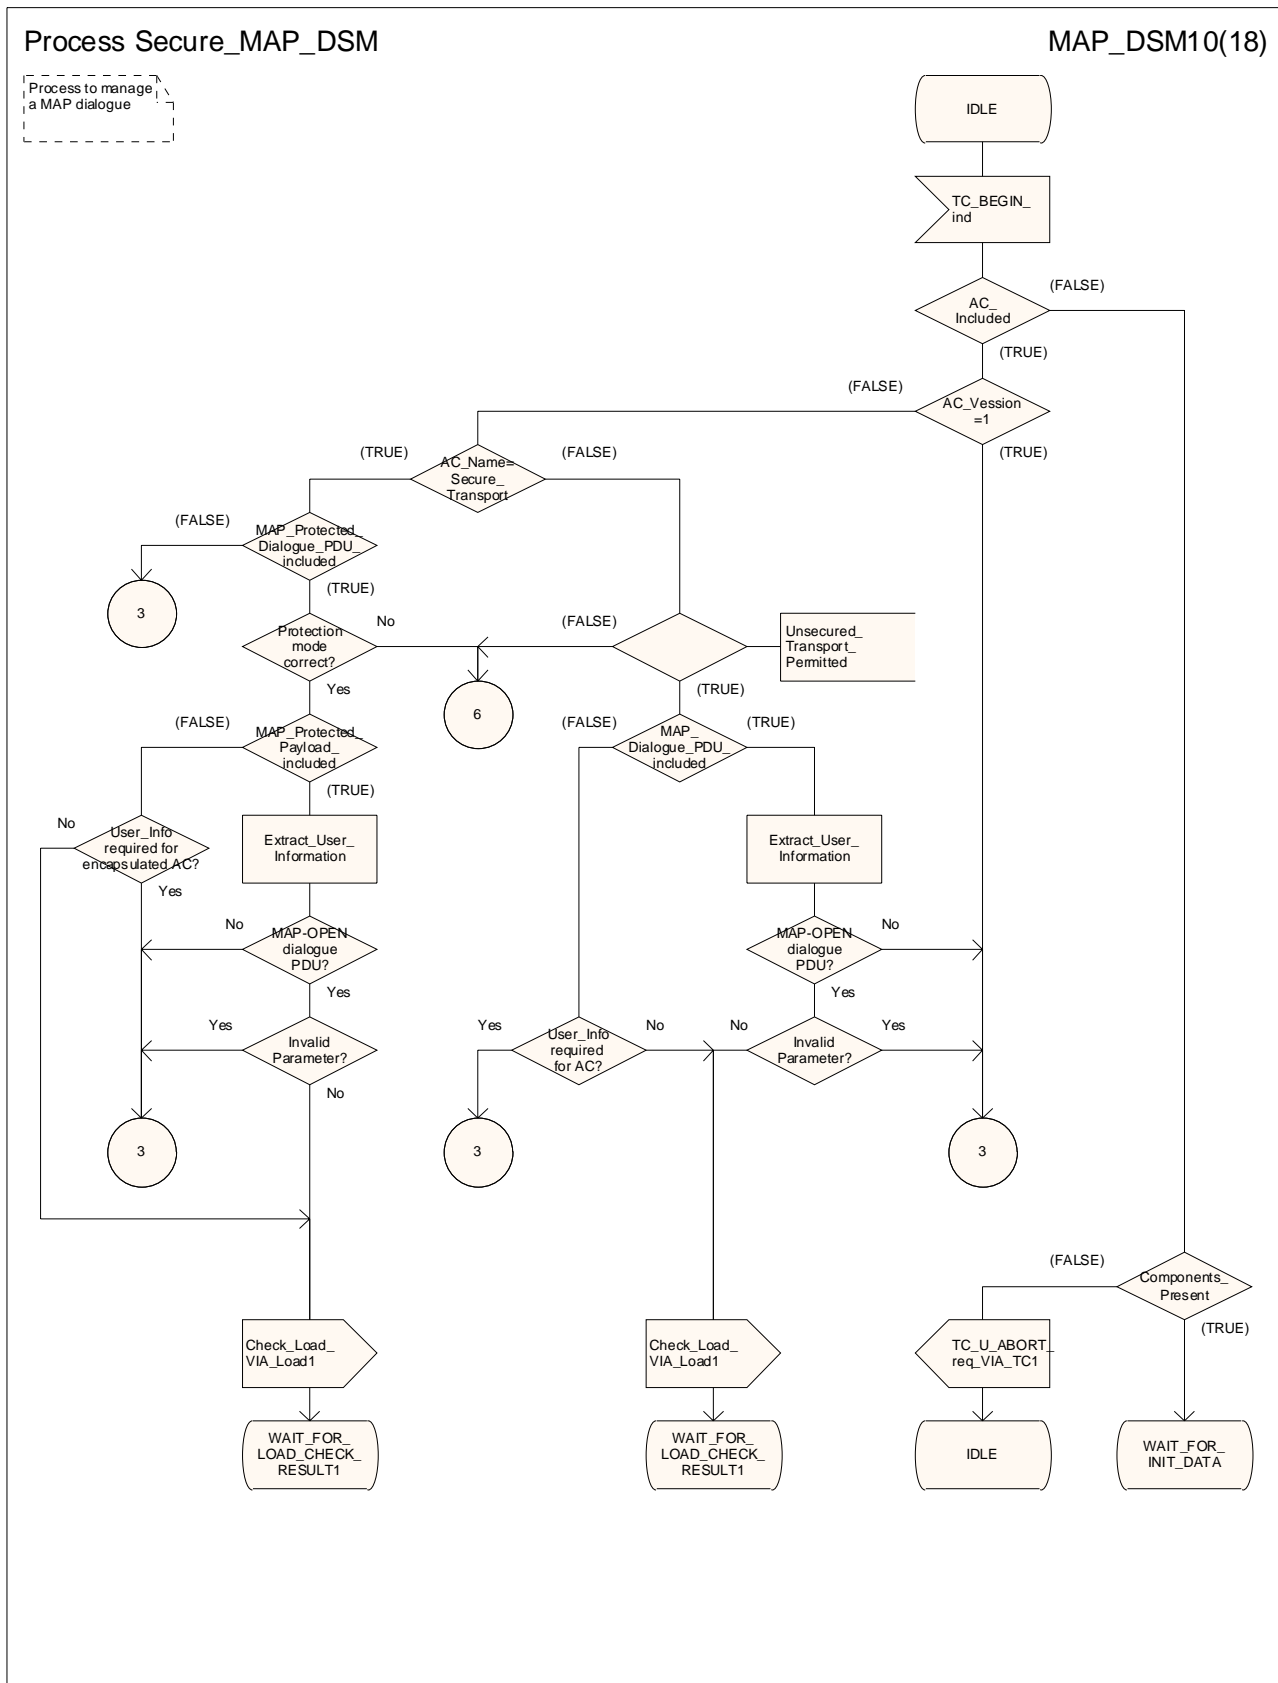 Process Secure_MAP_DSM
MAP_DSM10(18)
Process to manage
a MAP dialogue
IDLE
TC_BEGIN_
ind
(FALSE)
AC_
Included
(TRUE)
(FALSE)
AC_Vession
=1
(TRUE)
(TRUE)
AC_Name=
Secure_
Transport
(FALSE)
(FALSE)
MAP_Protected_
Dialogue_PDU_
included
(TRUE)
3
Protection
mode
correct?
No
Yes
(FALSE)
Unsecured_
Transport_
Permitted
(TRUE)
6
(FALSE)
MAP_Protected_
Payload_
included
(TRUE)
(FALSE)
MAP_
Dialogue_PDU_
included
(TRUE)
No
User_Info
required for
encapsulated AC?
Yes
Extract_User_
Information
Extract_User_
Information
No
MAP-OPEN
dialogue
PDU?
Yes
MAP-OPEN
dialogue
PDU?
No
Yes
Yes
Invalid
Parameter?
No
Yes
User_Info
required
for AC?
No
No
Invalid
Parameter?
Yes
3
3
3
(FALSE)
Components_
Present
(TRUE)
Check_Load_
VIA_Load1
Check_Load_
VIA_Load1
TC_U_ABORT_
req_VIA_TC1
WAIT_FOR_
LOAD_CHECK_
RESULT1
WAIT_FOR_
LOAD_CHECK_
RESULT1
IDLE
WAIT_FOR_
INIT_DATA